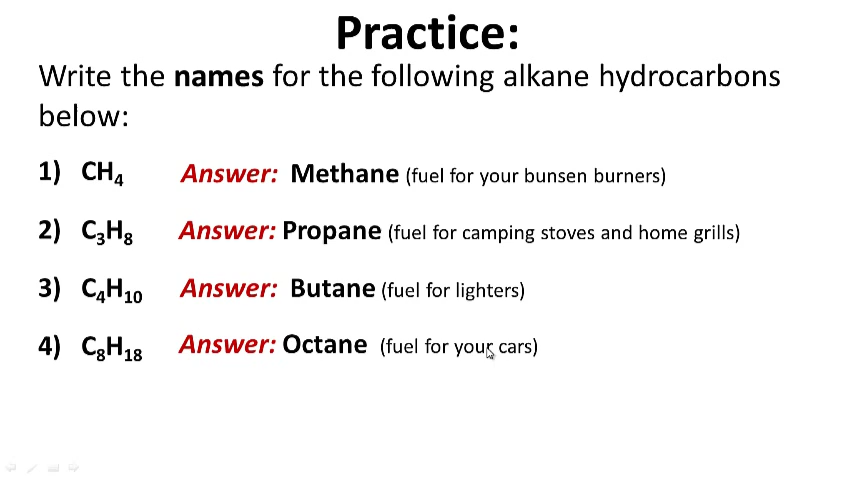 Practice:
Write the names for the following alkane hydrocarbons
below:
1) CH₄ Answer: Methane (fuel for your bunsen burners)
2) C₃H₈ Answer: Propane (fuel for camping stoves and home grills)
3) C₄H₁₀ Answer: Butane (fuel for lighters)
4) C₈H₁₈ Answer: Octane (fuel for your cars)